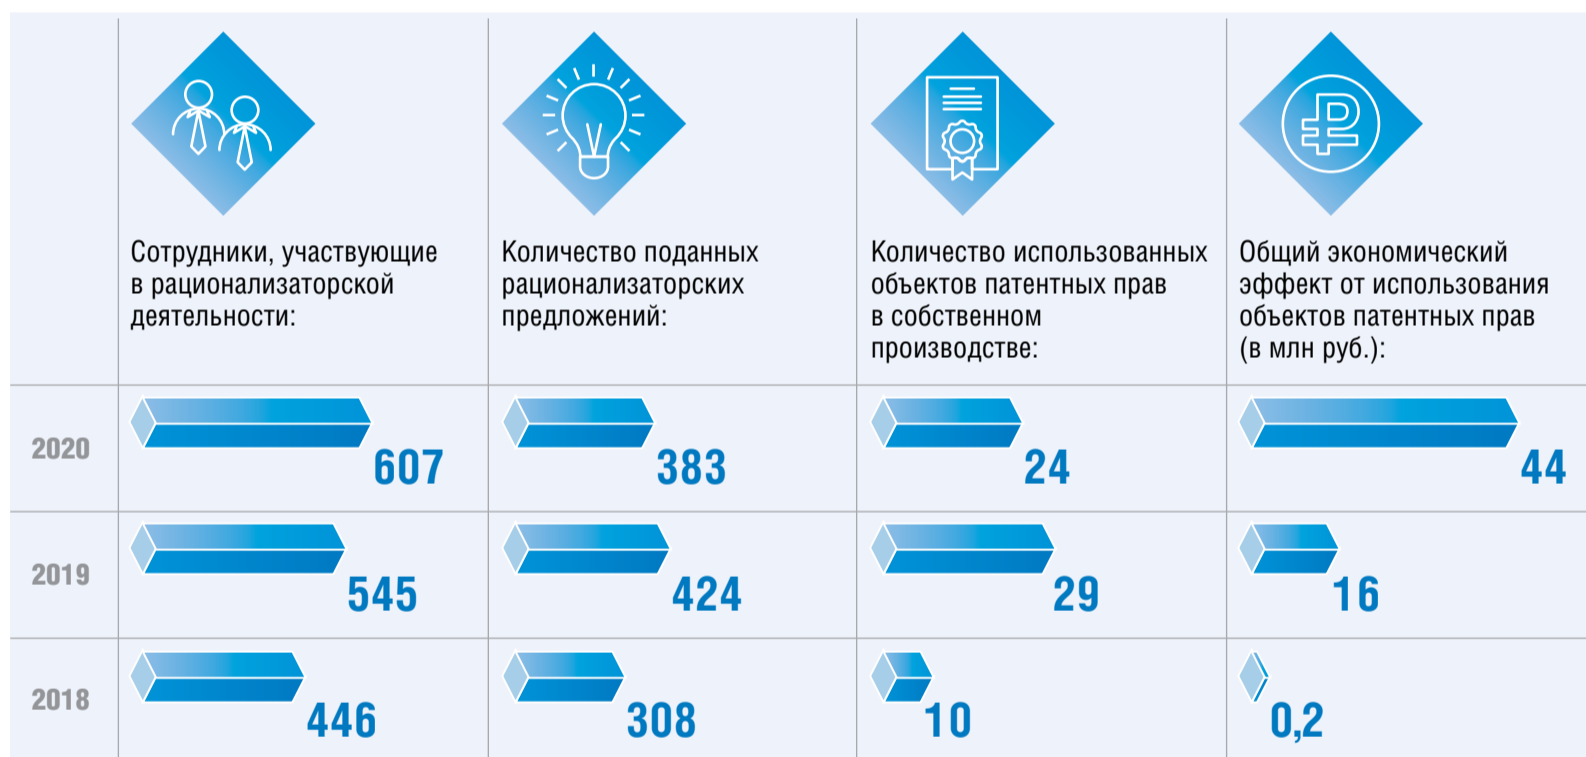 Сотрудники, участвующие
в рационализаторской
деятельности:
Количество поданных
рационализаторских
предложений:
Количество использованных
объектов патентных прав
в собственном
производстве:
Общий экономический
эффект от использования
объектов патентных прав
(в млн руб.):
2020
607
383
24
44
2019
545
424
29
16
2018
446
308
10
0,2